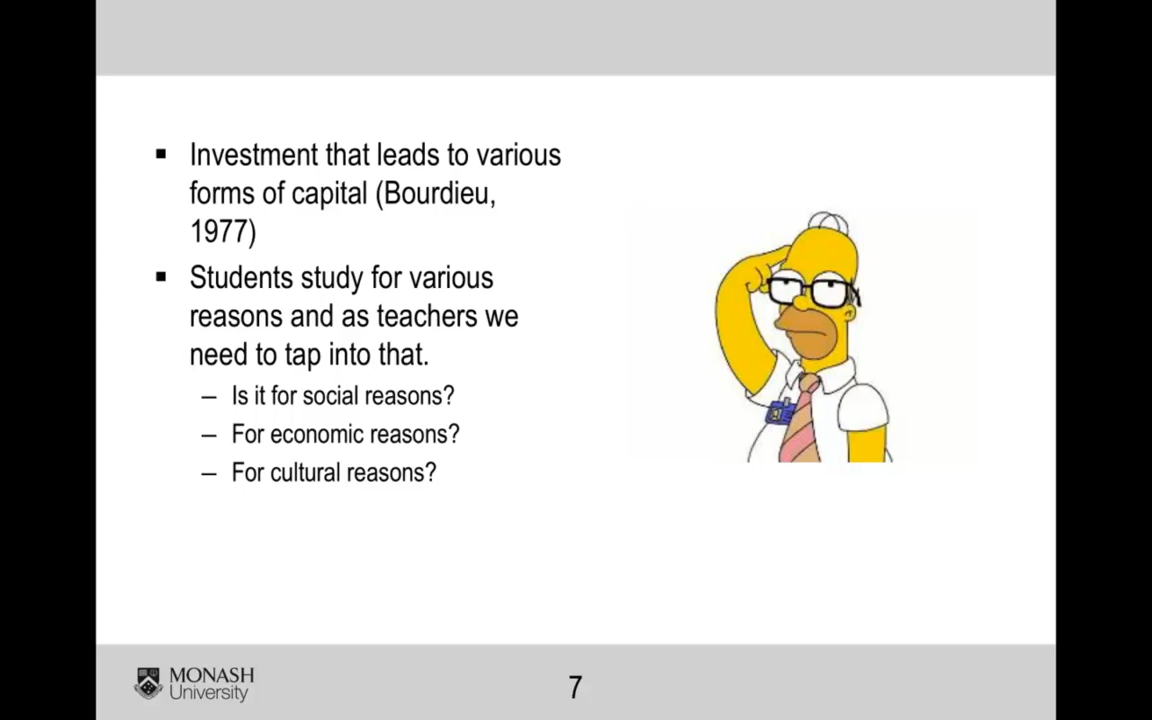 ▪ Investment that leads to various
forms of capital (Bourdieu,
1977)
▪ Students study for various
reasons and as teachers we
need to tap into that.
– Is it for social reasons?
– For economic reasons?
– For cultural reasons?
MONASH
University
7